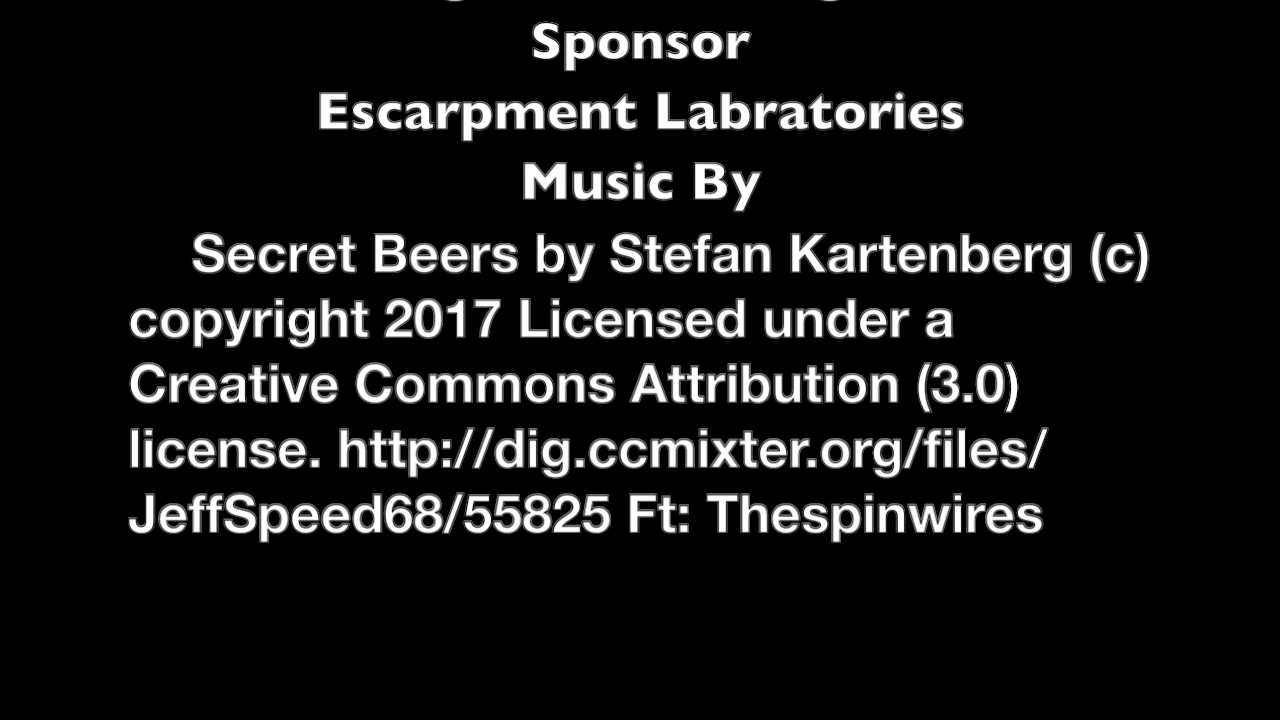 Sponsor
Escarpment Labratories
Music By
Secret Beers by Stefan Kartenberg (c)
copyright 2017 Licensed under a
Creative Commons Attribution (3.0)
license. http://dig.ccmixter.org/files/
JeffSpeed68/55825 Ft: Thespinwires